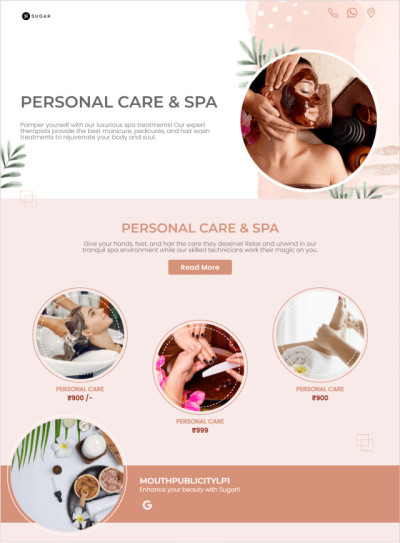 SUGAR
PERSONAL CARE & SPA
Pamper yourself with our luxurious spa treatments! Our expert
therapists provide the best manicure, pedicures, and hair wash
treatments to rejuvenate your body and soul.
PERSONAL CARE & SPA
Give your hands, feet, and hair the care they deserve! Relax and unwind in our
tranquil spa environment while our skilled technicians work their magic on you.
Read More
PERSONAL CARE
₹900 /-
PERSONAL CARE
₹999
PERSONAL CARE
₹900
MOUTHPUBLICITYLP1
Enhance your beauty with Sugar!!
G